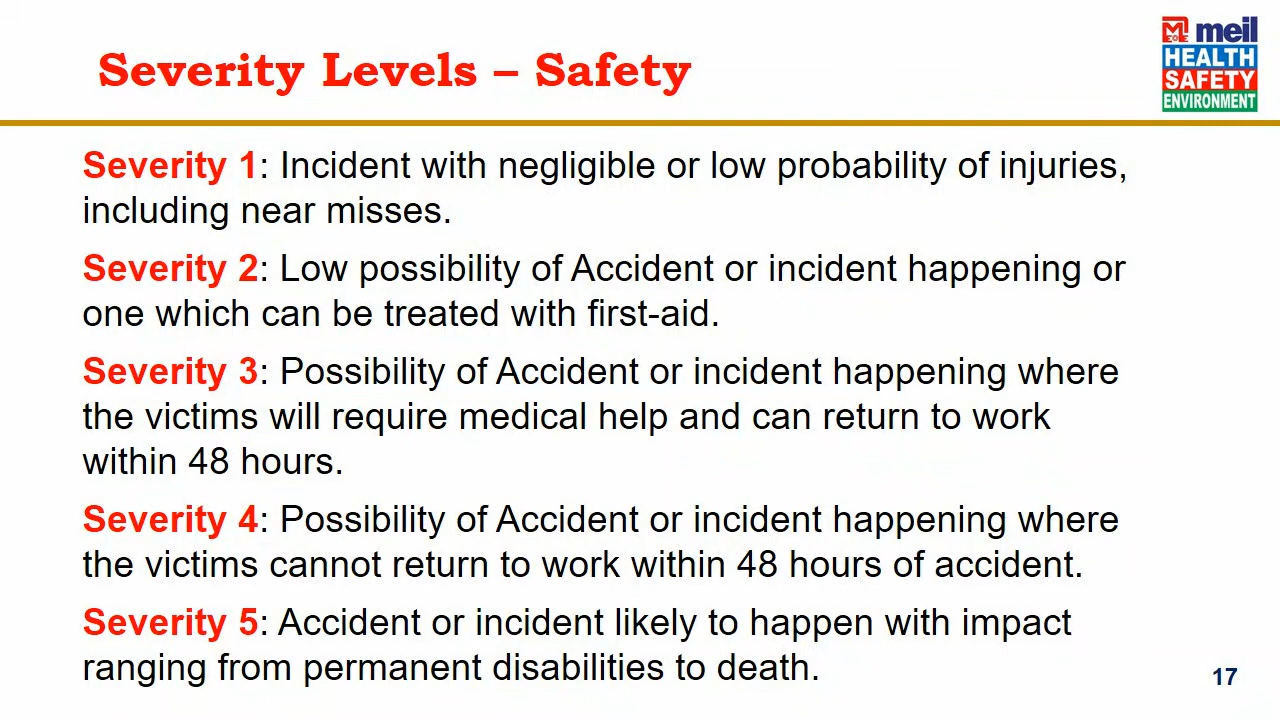 Severity Levels – Safety
meil
HEALTH
SAFETY
ENVIRONMENT
Severity 1: Incident with negligible or low probability of injuries,
including near misses.
Severity 2: Low possibility of Accident or incident happening or
one which can be treated with first-aid.
Severity 3: Possibility of Accident or incident happening where
the victims will require medical help and can return to work
within 48 hours.
Severity 4: Possibility of Accident or incident happening where
the victims cannot return to work within 48 hours of accident.
Severity 5: Accident or incident likely to happen with impact
ranging from permanent disabilities to death.
17